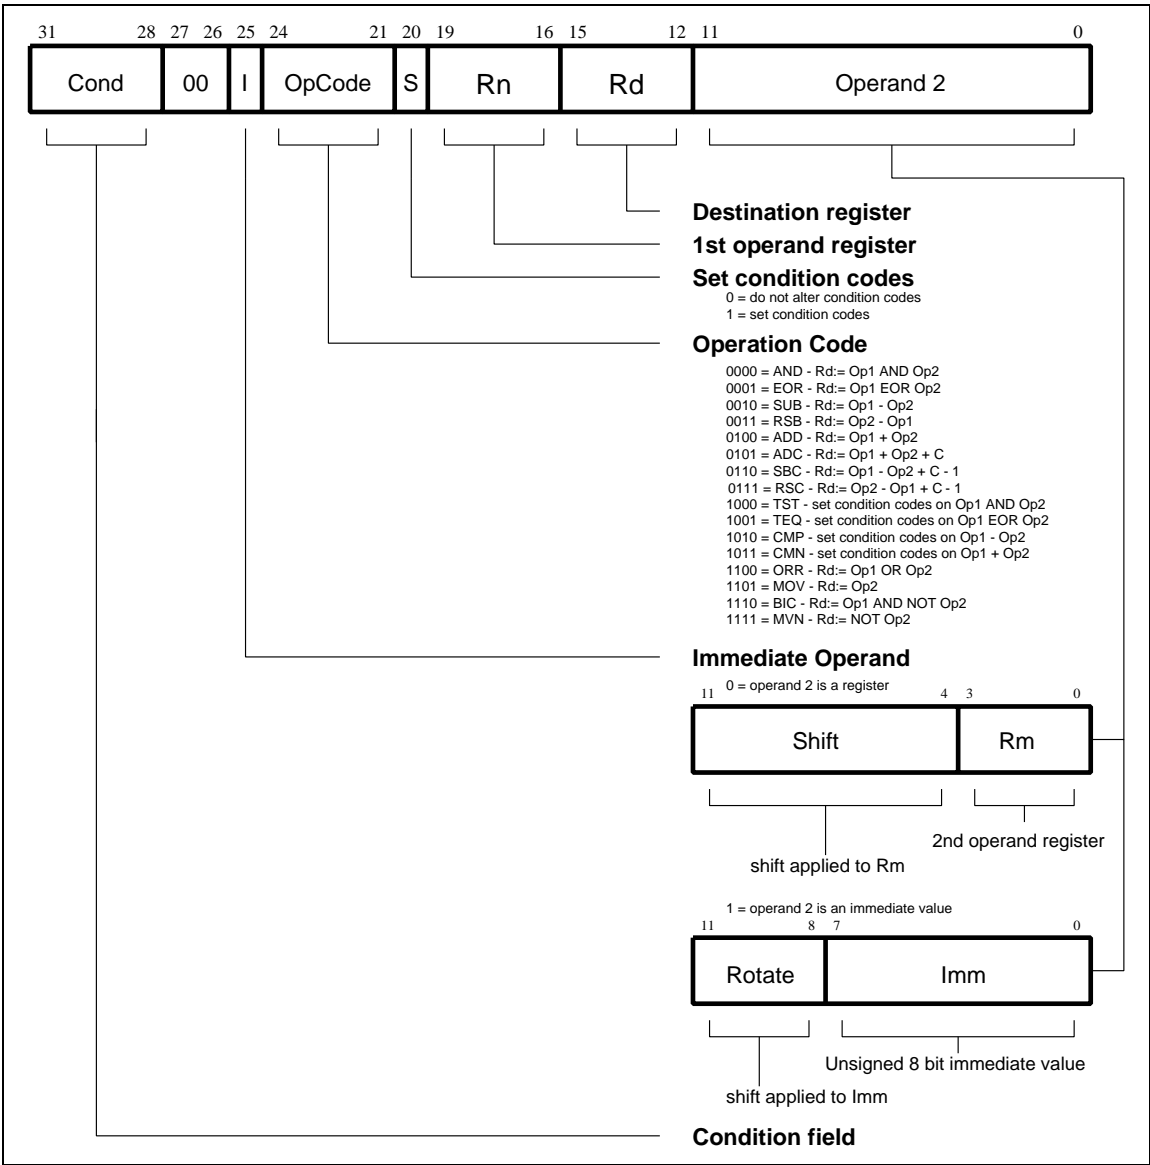 31 28 27 26 25 24 21 20 19 16 15 12 11 0
Cond 00 I OpCode S Rn Rd Operand 2
Destination register
1st operand register
Set condition codes
0 = do not alter condition codes
1 = set condition codes
Operation Code
0000 = AND - Rd:= Op1 AND Op2
0001 = EOR - Rd:= Op1 EOR Op2
0010 = SUB - Rd:= Op1 - Op2
0011 = RSB - Rd:= Op2 - Op1
0100 = ADD - Rd:= Op1 + Op2
0101 = ADC - Rd:= Op1 + Op2 + C
0110 = SBC - Rd:= Op1 - Op2 + C - 1
0111 = RSC - Rd:= Op2 - Op1 + C - 1
1000 = TST - set condition codes on Op1 AND Op2
1001 = TEQ - set condition codes on Op1 EOR Op2
1010 = CMP - set condition codes on Op1 - Op2
1011 = CMN - set condition codes on Op1 + Op2
1100 = ORR - Rd:= Op1 OR Op2
1101 = MOV - Rd:= Op2
1110 = BIC - Rd:= Op1 AND NOT Op2
1111 = MVN - Rd:= NOT Op2
Immediate Operand
0 = operand 2 is a register
11 4 3 0
Shift Rm
2nd operand register
shift applied to Rm
1 = operand 2 is an immediate value
11 8 7 0
Rotate Imm
Unsigned 8 bit immediate value
shift applied to Imm
Condition field